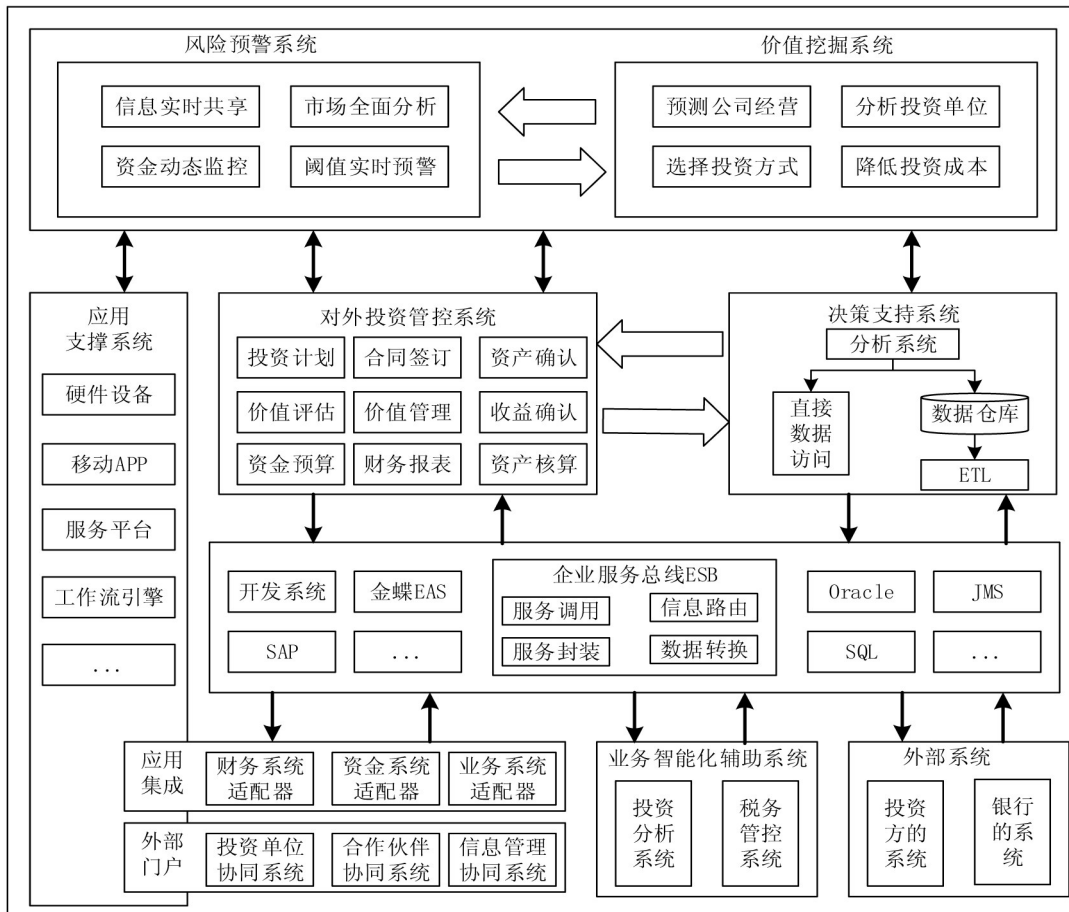 风险预警系统
信息实时共享
市场全面分析
资金动态监控
阈值实时预警
价值挖掘系统
预测公司经营
分析投资单位
选择投资方式
降低投资成本
应用
支撑系统
硬件设备
移动APP
服务平台
工作流引擎
...
对外投资管控系统
投资计划
合同签订
资产确认
价值评估
价值管理
收益确认
资金预算
财务报表
资产核算
决策支持系统
分析系统
直接
数据
访问
数据仓库
ETL
开发系统
金蝶EAS
SAP
...
企业服务总线ESB
服务调用
信息路由
服务封装
数据转换
Oracle
JMS
SQL
...
应用
集成
财务系统
适配器
资金系统
适配器
业务系统
适配器
外部
门户
投资单位
协同系统
合作伙伴
协同系统
信息管理
协同系统
业务智能化辅助系统
投资
分析
系统
税务
管控
系统
外部系统
投资
方的
系统
银行
的系
统